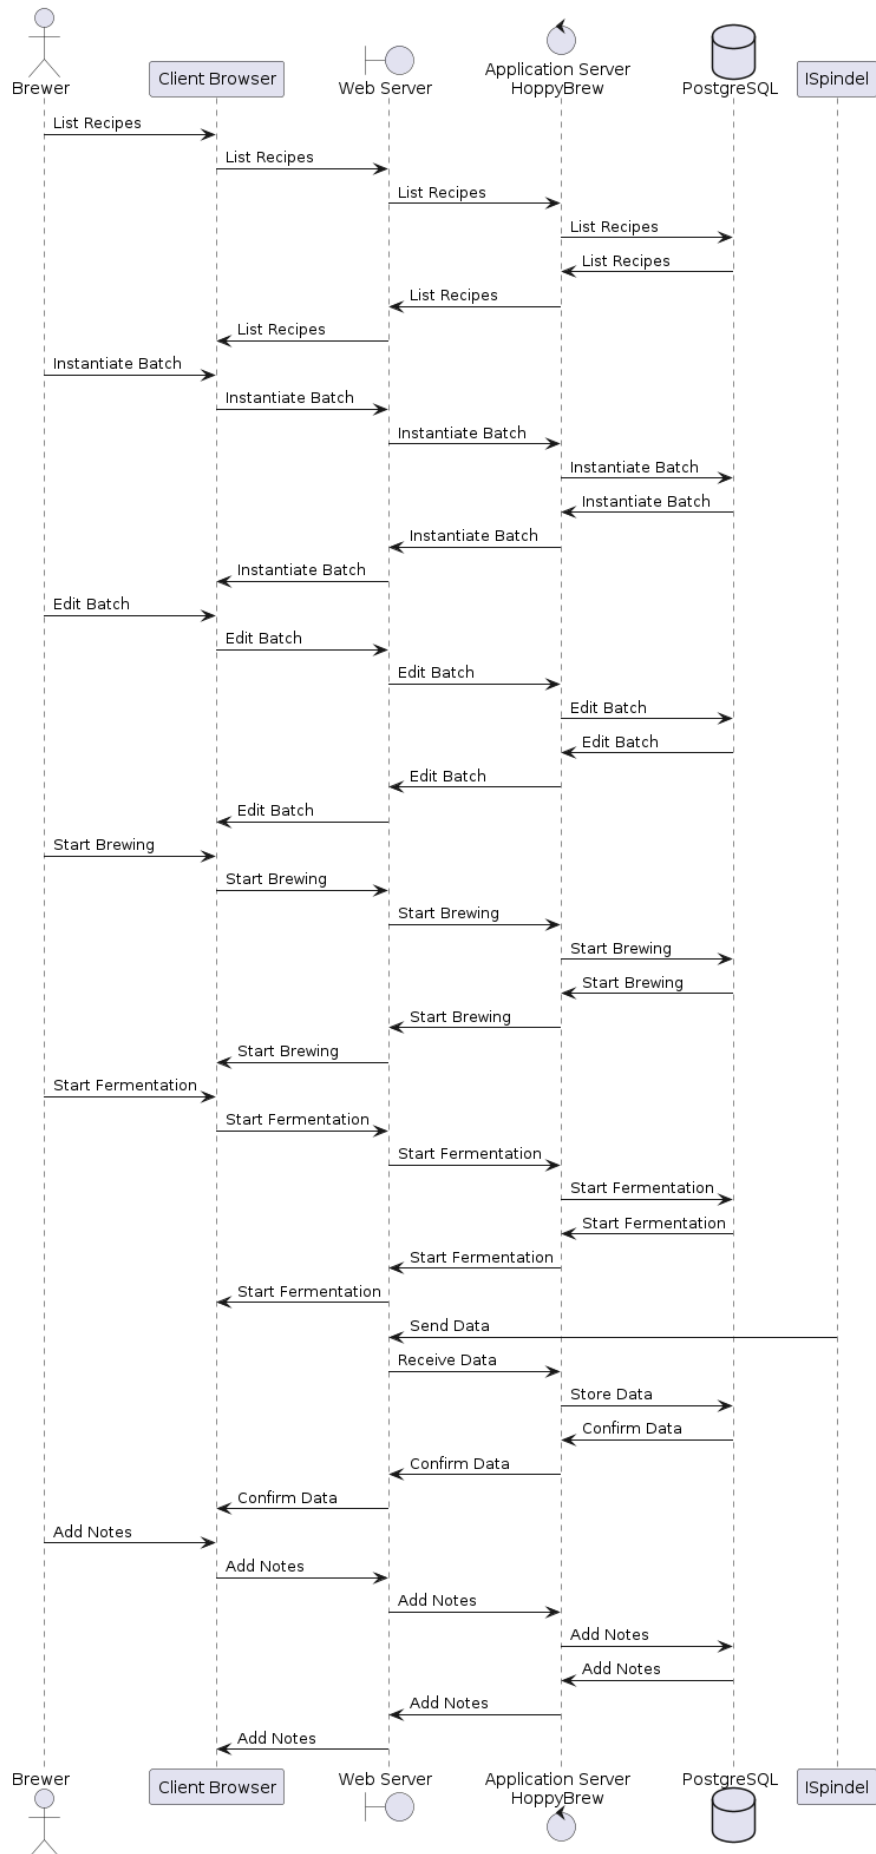 Brewer
Client Browser
Web Server
Application Server
HoppyBrew
PostgreSQL
ISpindel
List Recipes
List Recipes
List Recipes
List Recipes
List Recipes
List Recipes
List Recipes
Instantiate Batch
Instantiate Batch
Instantiate Batch
Instantiate Batch
Instantiate Batch
Instantiate Batch
Instantiate Batch
Edit Batch
Edit Batch
Edit Batch
Edit Batch
Edit Batch
Edit Batch
Edit Batch
Start Brewing
Start Brewing
Start Brewing
Start Brewing
Start Brewing
Start Brewing
Start Brewing
Start Fermentation
Start Fermentation
Start Fermentation
Start Fermentation
Start Fermentation
Start Fermentation
Start Fermentation
Send Data
Receive Data
Store Data
Confirm Data
Confirm Data
Confirm Data
Add Notes
Add Notes
Add Notes
Add Notes
Add Notes
Add Notes
Add Notes
Brewer
Client Browser
Web Server
Application Server
HoppyBrew
PostgreSQL
ISpindel